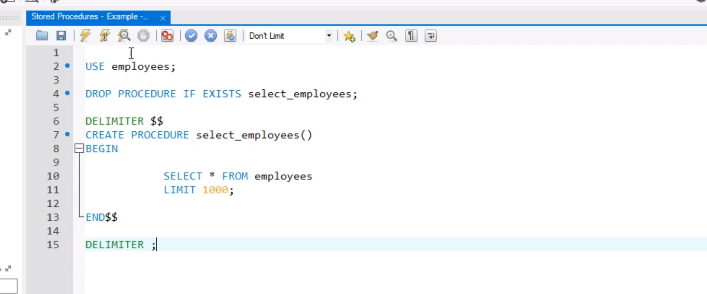 Stored Procedures - Example -...
Don't Limit
1
2 USE employees;
3
4 DROP PROCEDURE IF EXISTS select_employees;
5
6 DELIMITER $$
7 CREATE PROCEDURE select_employees()
8 BEGIN
9
10 SELECT * FROM employees
11 LIMIT 1000;
12
13 END$$
14
15 DELIMITER ;